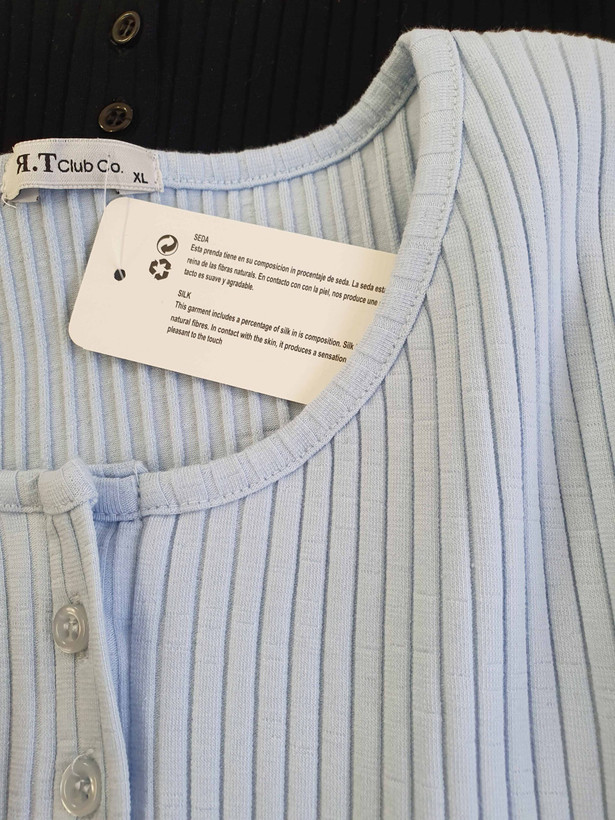 R.T Club Co.
XL
SEDA
Esta prenda tiene en su composicion in procentaje de seda. La seda est
reina de las fibras naturales. En contacto con con la piel, nos produce une
tacto es suave y agradable.
SILK
This garment includes a percentage of silk in is composition. Silk
natural fibres. In contact with the skin, it produces a sensation
pleasant to the touch